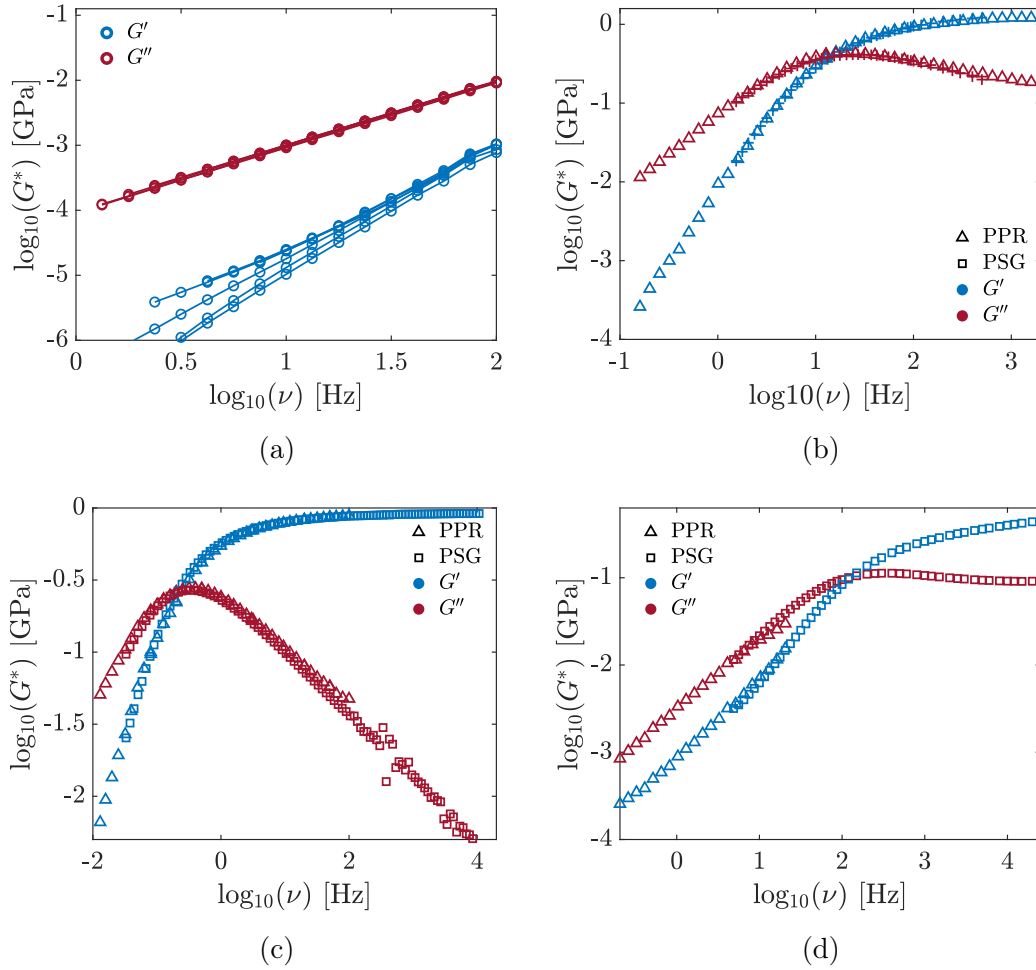 -1
-2
-3
-4
-5
-6
0
0.5
1
1.5
2
log₁₀(G*) [GPa]
log₁₀(ν) [Hz]
G′
G″
(a)
0
-1
-2
-3
-4
-1
0
1
2
3
log₁₀(G*) [GPa]
log10(ν) [Hz]
PPR
PSG
G′
G″
(b)
0
-0.5
-1
-1.5
-2
-2
0
2
4
log₁₀(G*) [GPa]
log₁₀(ν) [Hz]
PPR
PSG
G′
G″
(c)
-1
-2
-3
-4
0
1
2
3
4
log₁₀(G*) [GPa]
log₁₀(ν) [Hz]
PPR
PSG
G′
G″
(d)